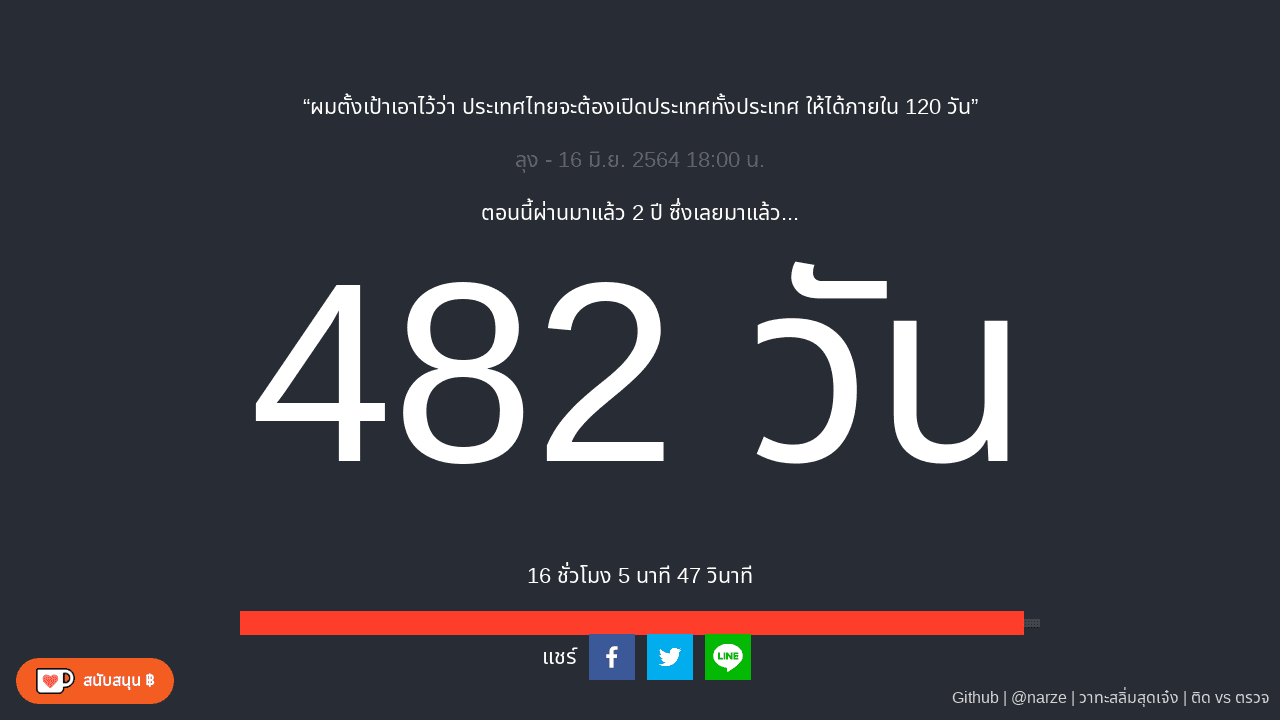 “ผมตั้งเป้าเอาไว้ว่า ประเทศไทยจะต้องเปิดประเทศทั้งประเทศ ให้ได้ภายใน 120 วัน”
ลุง - 16 มิ.ย. 2564 18:00 น.
ตอนนี้ผ่านมาแล้ว 2 ปี ซึ่งเลยมาแล้ว...
482 วัน
16 ชั่วโมง 5 นาที 47 วินาที
แชร์
LINE
สนับสนุน ฿
Github | @narze | วาทะสลิ่มสุดเจ๋ง | ติด vs ตรวจ